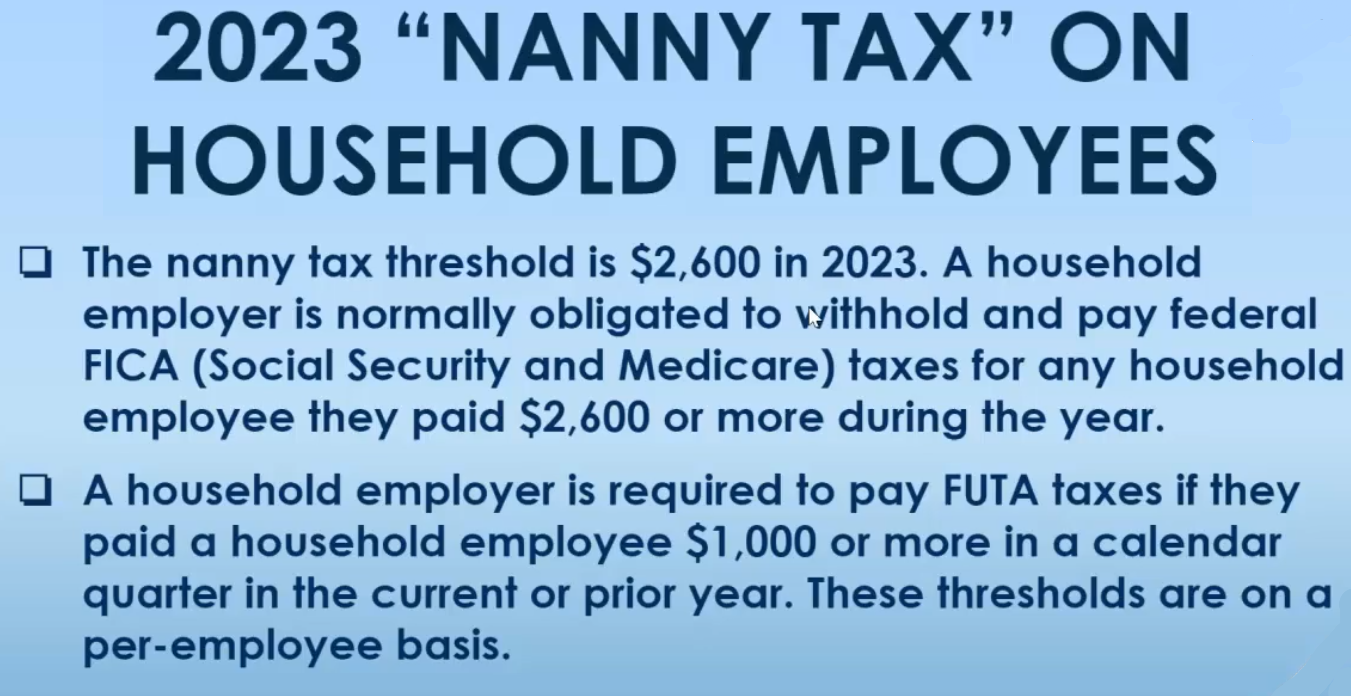 2023 “NANNY TAX” ON
HOUSEHOLD EMPLOYEES
❑ The nanny tax threshold is $2,600 in 2023. A household
employer is normally obligated to withhold and pay federal
FICA (Social Security and Medicare) taxes for any household
employee they paid $2,600 or more during the year.
❑ A household employer is required to pay FUTA taxes if they
paid a household employee $1,000 or more in a calendar
quarter in the current or prior year. These thresholds are on a
per-employee basis.